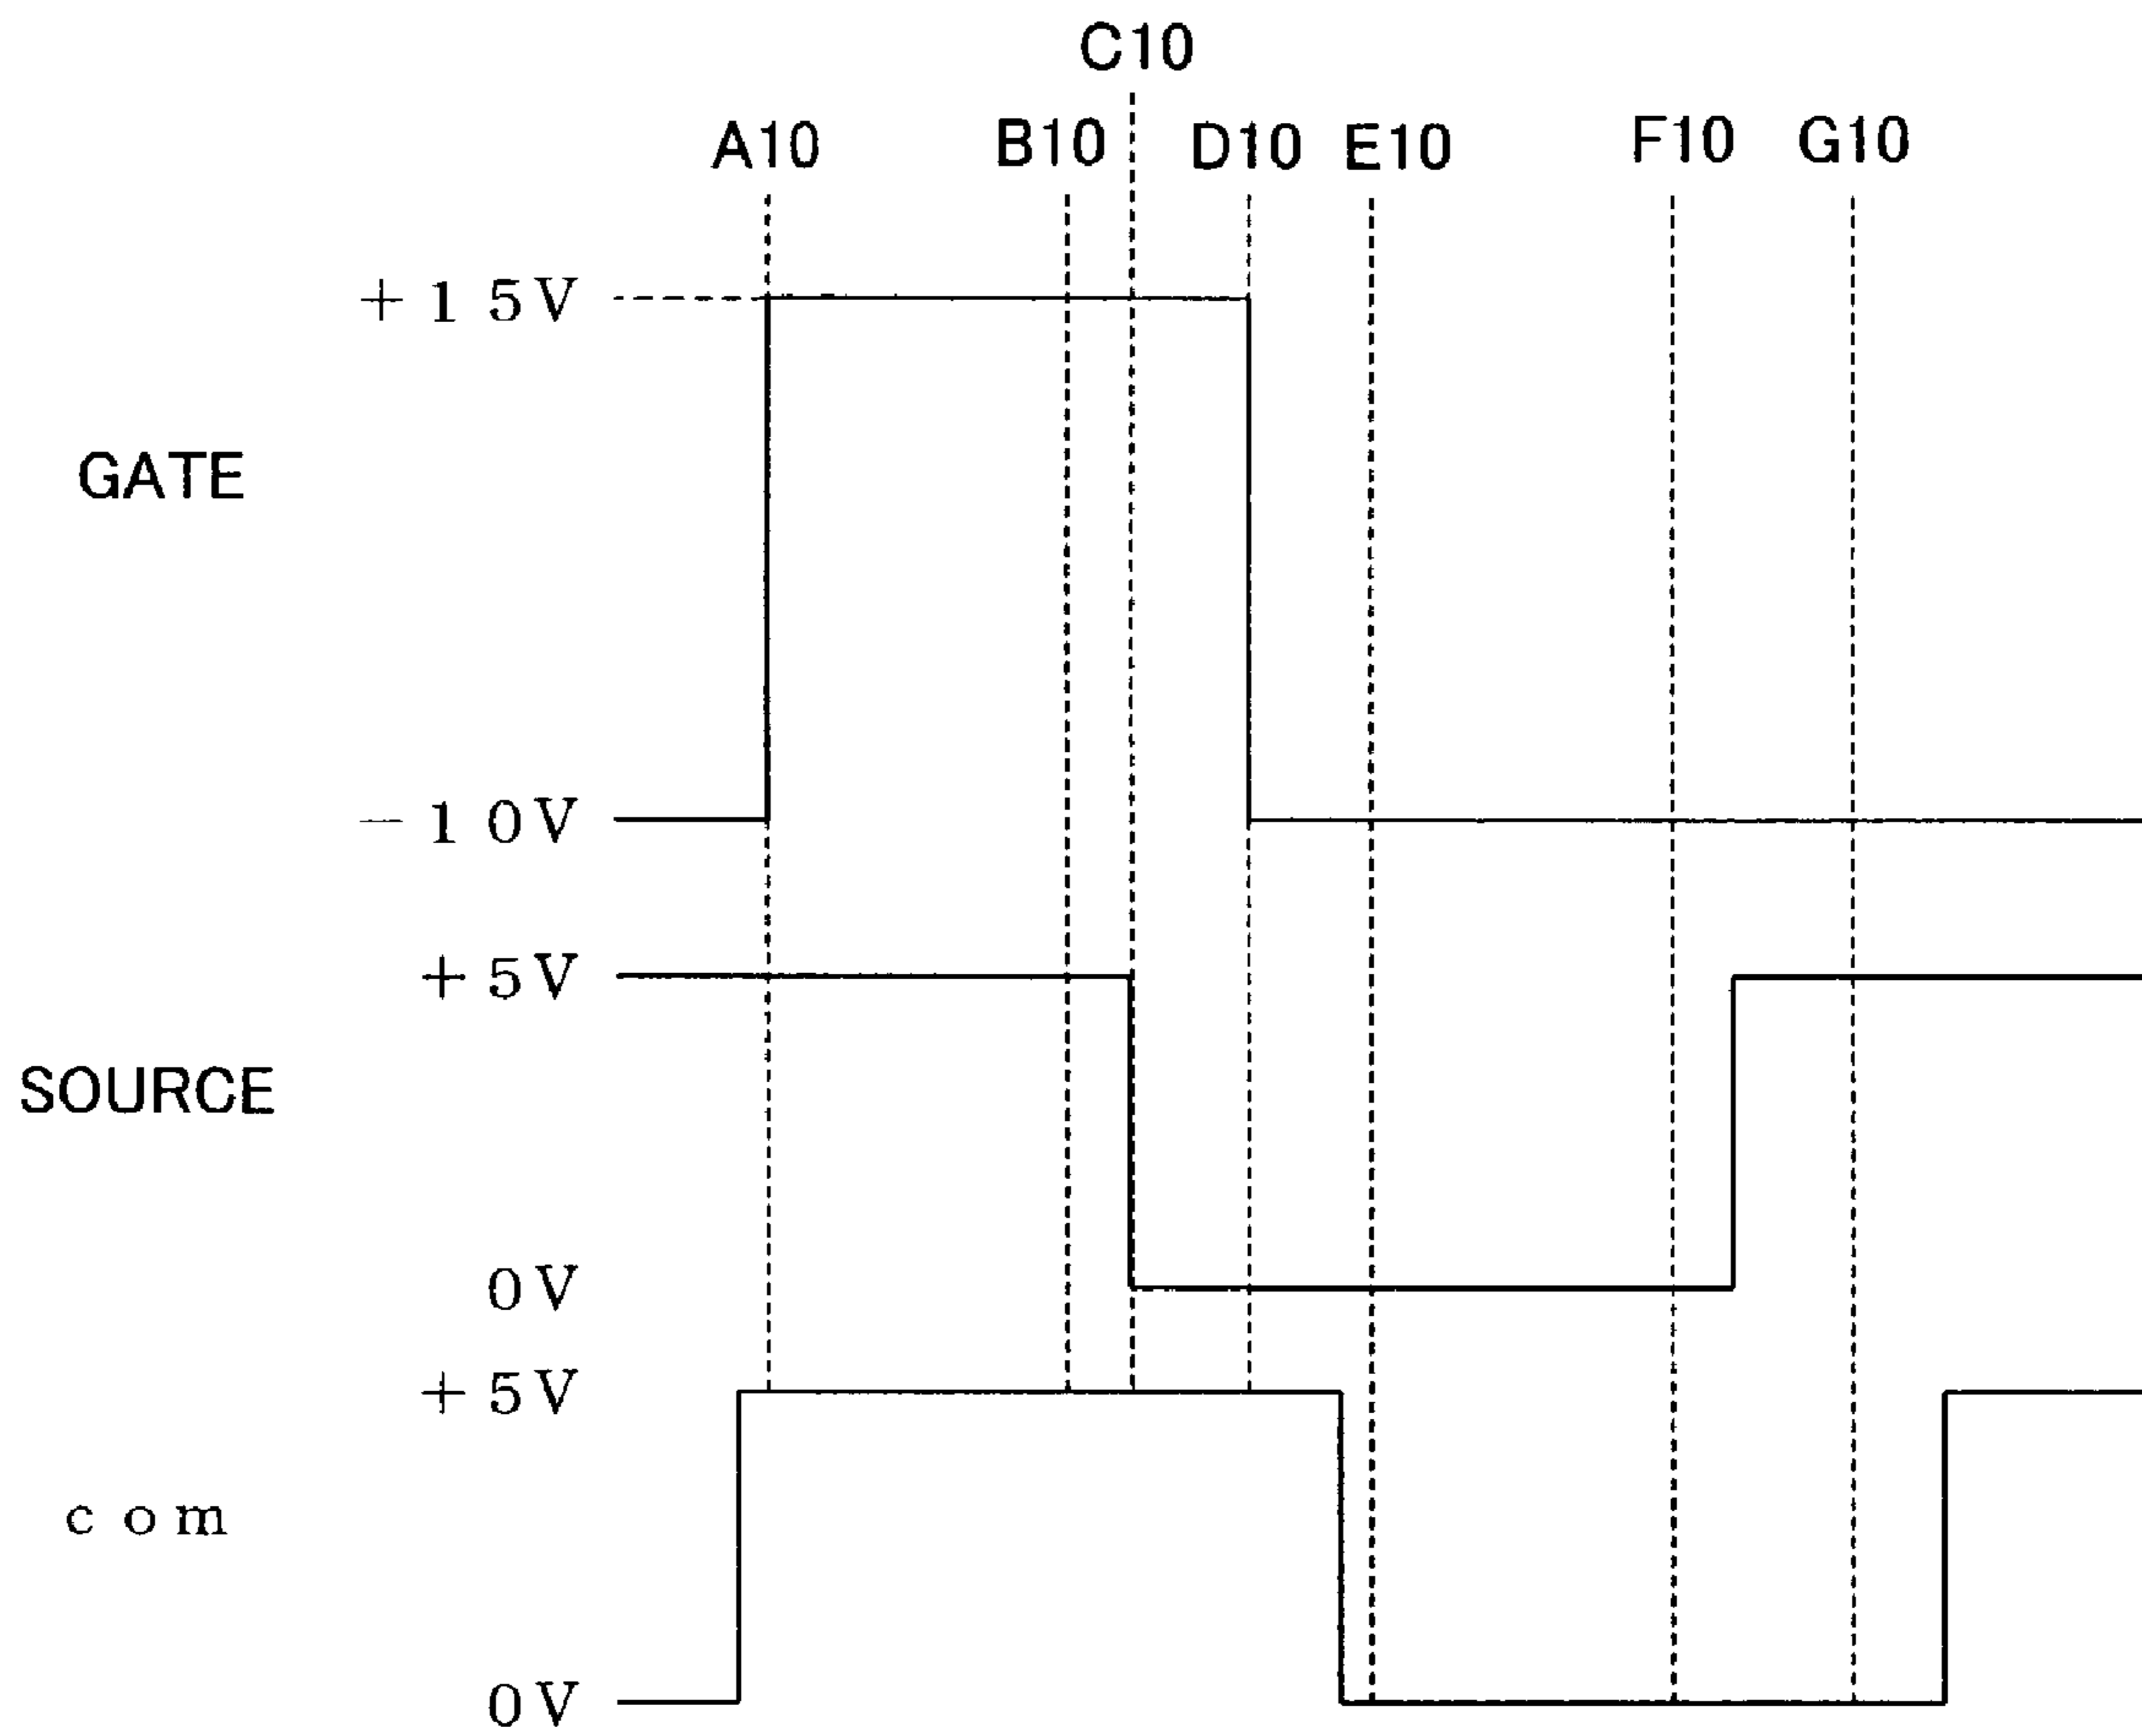 C10
A10 B10 D10 E10 F10 G10
+15V
GATE
-10V
+5V
SOURCE
0V
+5V
com
0V